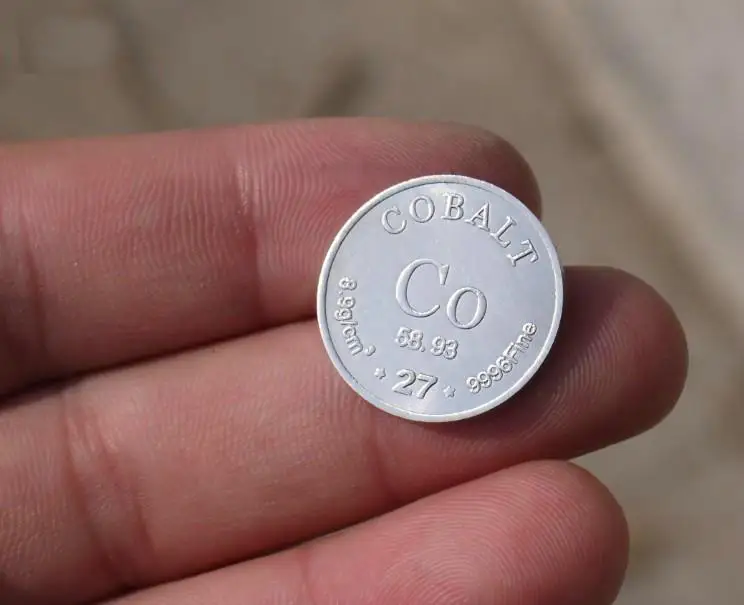 COBALT
Co
58.93
8.9g/cm³
27
9996Fine